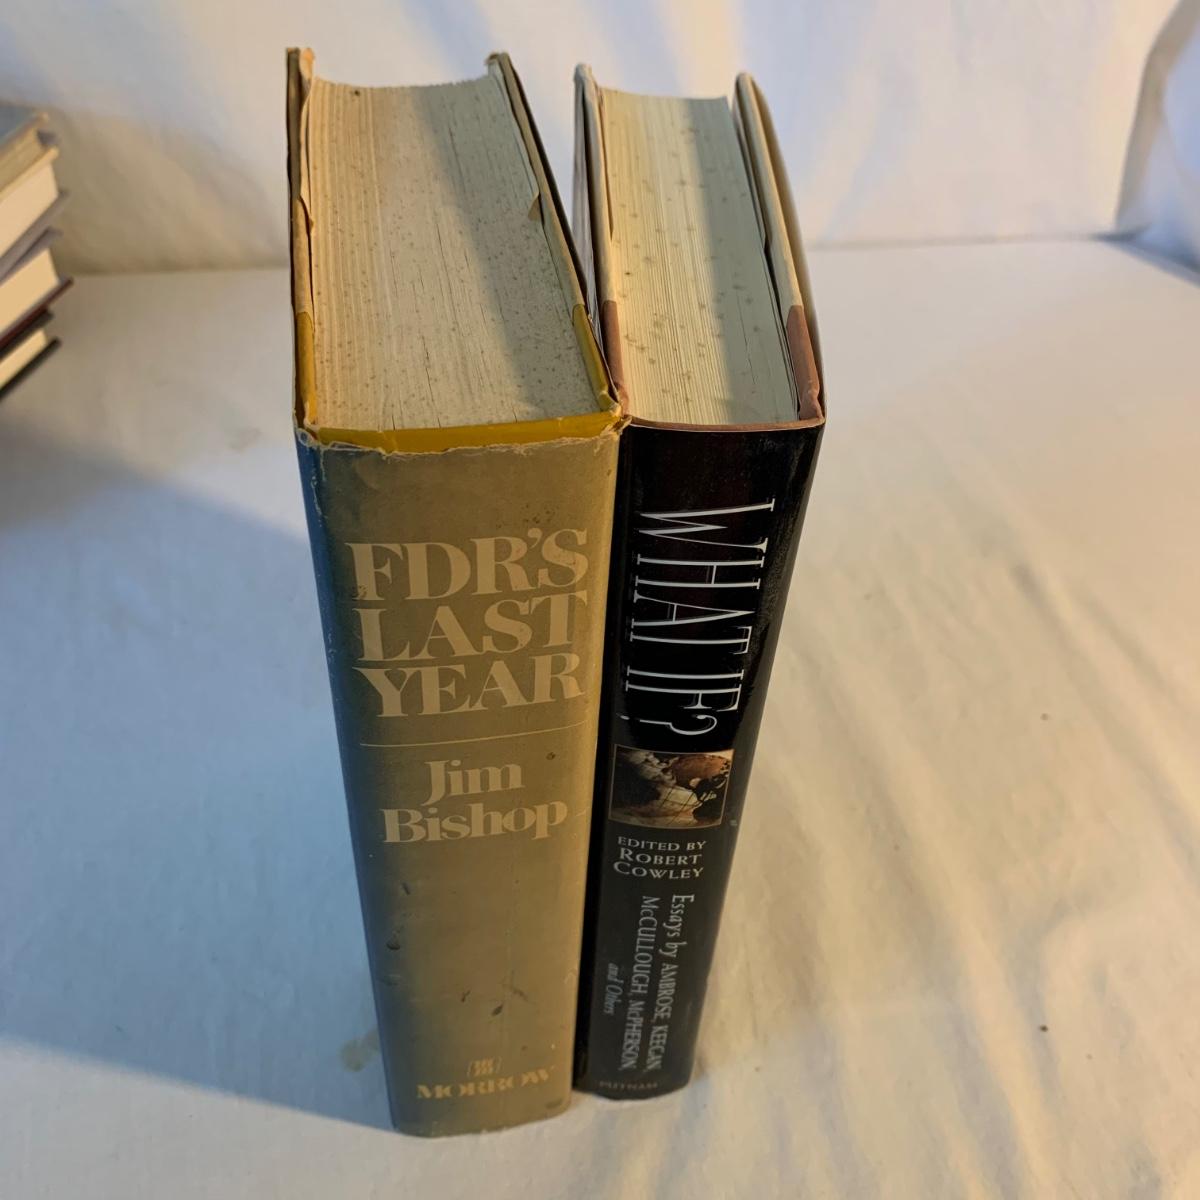 FDR'S
LAST
YEAR
Jim
Bishop
MORROW
WHAT IF?
EDITED BY
ROBERT
COWLEY
Essays by AMBROSE, KEEGAN,
McCULLOUGH, McPHERSON,
and Others
PUTNAM